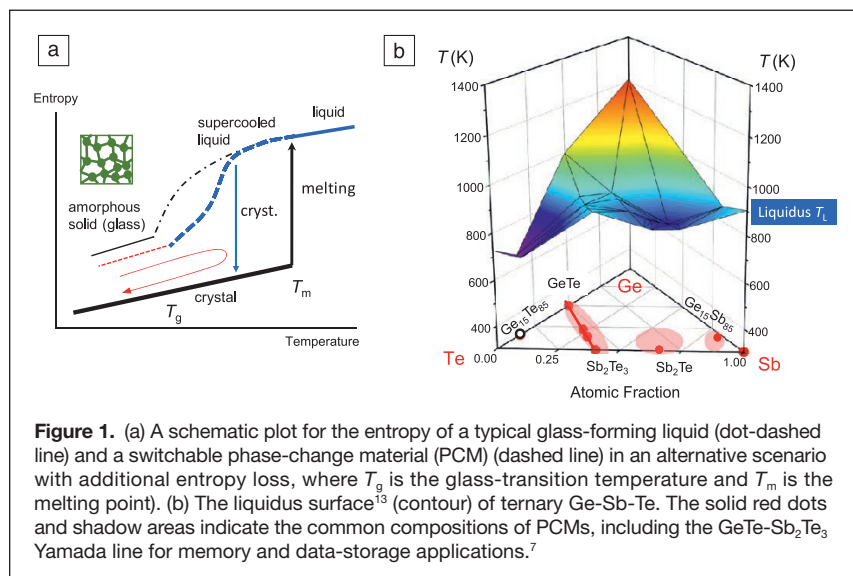 a
Entropy
supercooled
liquid
liquid
amorphous
solid (glass)
cryst.
melting
crystal
Tg
Tm
Temperature
b
T (K)
T (K)
1400
1400
1200
1200
1000
1000
800
800
600
600
400
400
Liquidus TL
Ge
GeTe
Ge15Te85
Ge15Sb85
Te
Sb
0.00
0.25
1.00
Sb2Te3
Sb2Te
Atomic Fraction
Figure 1. (a) A schematic plot for the entropy of a typical glass-forming liquid (dot-dashed
line) and a switchable phase-change material (PCM) (dashed line) in an alternative scenario
with additional entropy loss, where Tg is the glass-transition temperature and Tm is the
melting point). (b) The liquidus surface13 (contour) of ternary Ge-Sb-Te. The solid red dots
and shadow areas indicate the common compositions of PCMs, including the GeTe-Sb2Te3
Yamada line for memory and data-storage applications.7